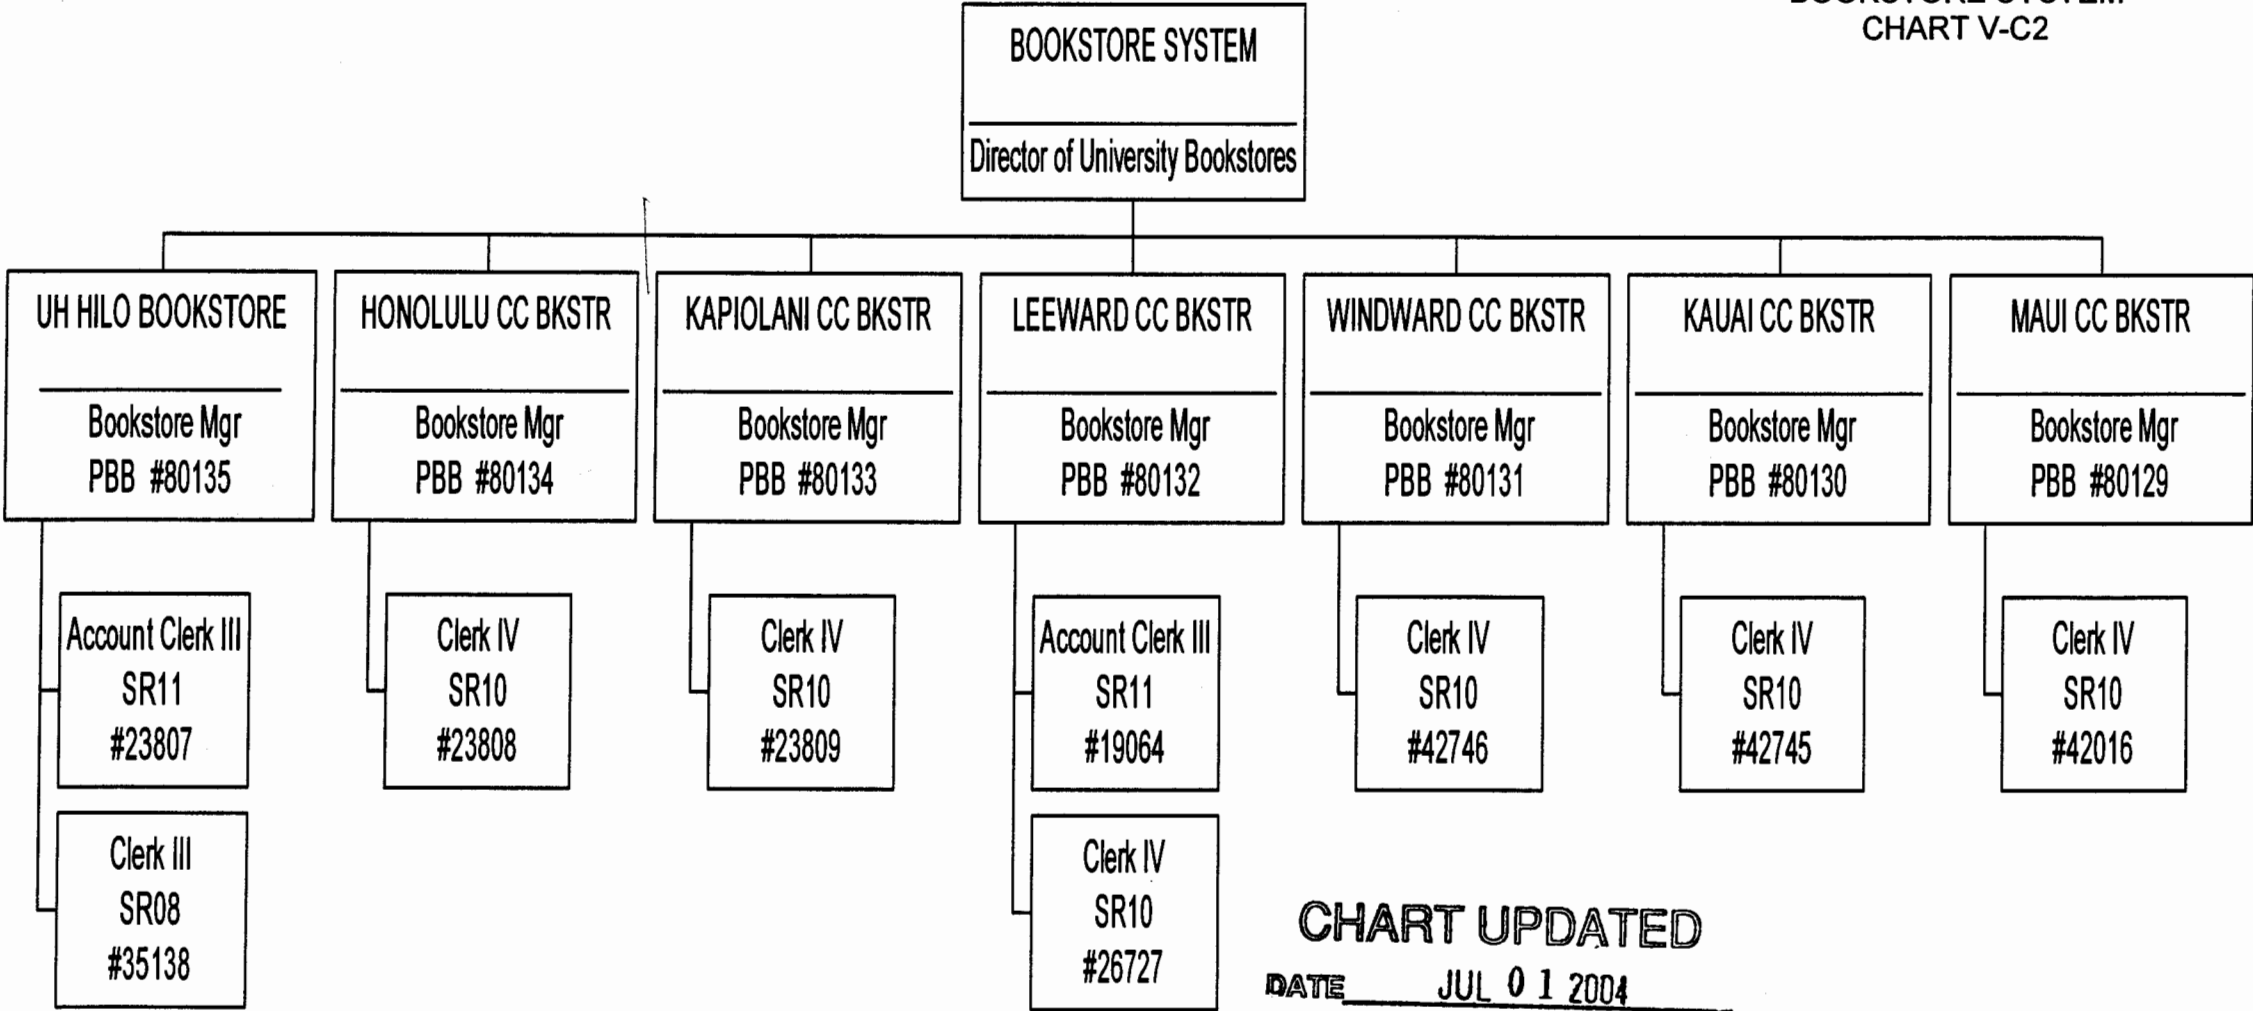 BOOKSTORE SYSTEM
CHART V-C2
BOOKSTORE SYSTEM
Director of University Bookstores
UH HILO BOOKSTORE
Bookstore Mgr
PBB #80135
Account Clerk III
SR11
#23807
Clerk III
SR08
#35138
HONOLULU CC BKSTR
Bookstore Mgr
PBB #80134
Clerk IV
SR10
#23808
KAPIOLANI CC BKSTR
Bookstore Mgr
PBB #80133
Clerk IV
SR10
#23809
LEEWARD CC BKSTR
Bookstore Mgr
PBB #80132
Account Clerk III
SR11
#19064
Clerk IV
SR10
#26727
WINDWARD CC BKSTR
Bookstore Mgr
PBB #80131
Clerk IV
SR10
#42746
KAUAI CC BKSTR
Bookstore Mgr
PBB #80130
Clerk IV
SR10
#42745
MAUI CC BKSTR
Bookstore Mgr
PBB #80129
Clerk IV
SR10
#42016
CHART UPDATED
DATE JUL 01 2004